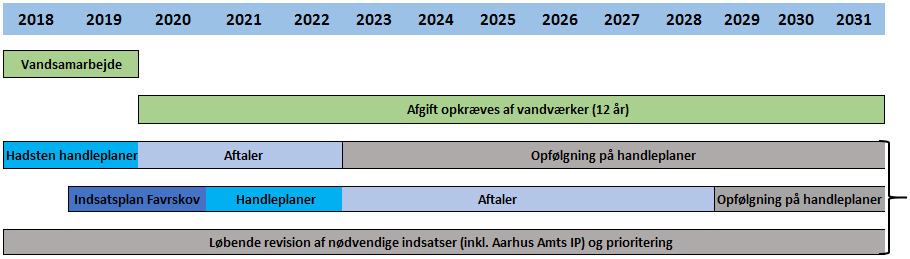 2018 2019 2020 2021 2022 2023 2024 2025 2026 2027 2028 2029 2030 2031
Vandsamarbejde
Afgift opkræves af vandværker (12 år)
Hadsten handleplaner Aftaler Opfølgning på handleplaner
Indsatsplan Favrskov Handleplaner Aftaler Opfølgning på handleplaner
Løbende revision af nødvendige indsatser (inkl. Aarhus Amts IP) og prioritering